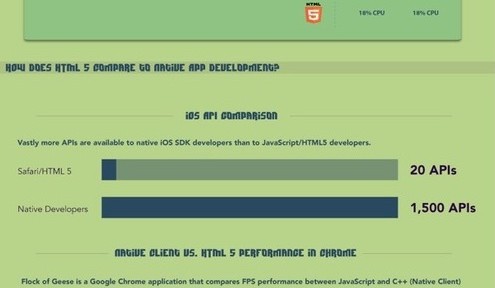 HTML
5
18% CPU 18% CPU
HOW DOES HTML 5 COMPARE TO NATIVE APP DEVELOPMENT?
iOS API COMPARISON
Vastly more APIs are available to native iOS SDK developers than to JavaScript/HTML5 developers.
Safari/HTML 5 20 APIs
Native Developers 1,500 APIs
NATIVE CLIENT VS. HTML 5 PERFORMANCE IN CHROME
Flock of Geese is a Google Chrome application that compares FPS performance between JavaScript and C++ (Native Client)